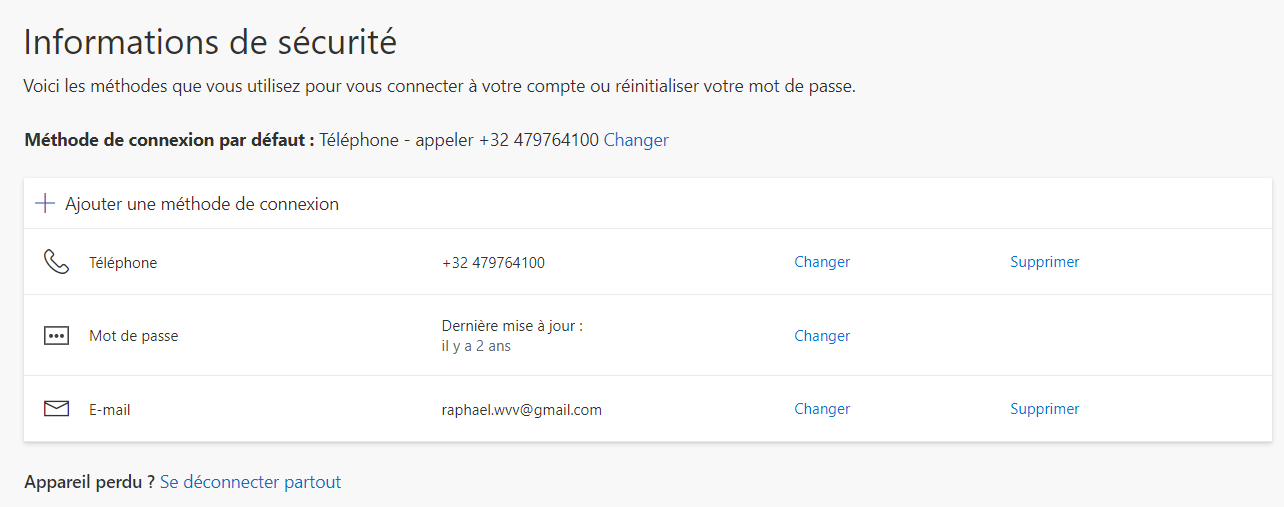 Informations de sécurité
Voici les méthodes que vous utilisez pour vous connecter à votre compte ou réinitialiser votre mot de passe.
Méthode de connexion par défaut : Téléphone - appeler +32 479764100 Changer
Ajouter une méthode de connexion
Téléphone +32 479764100 Changer Supprimer
Mot de passe Dernière mise à jour : Changer
il y a 2 ans
E-mail raphael.wvv@gmail.com Changer Supprimer
Appareil perdu ? Se déconnecter partout